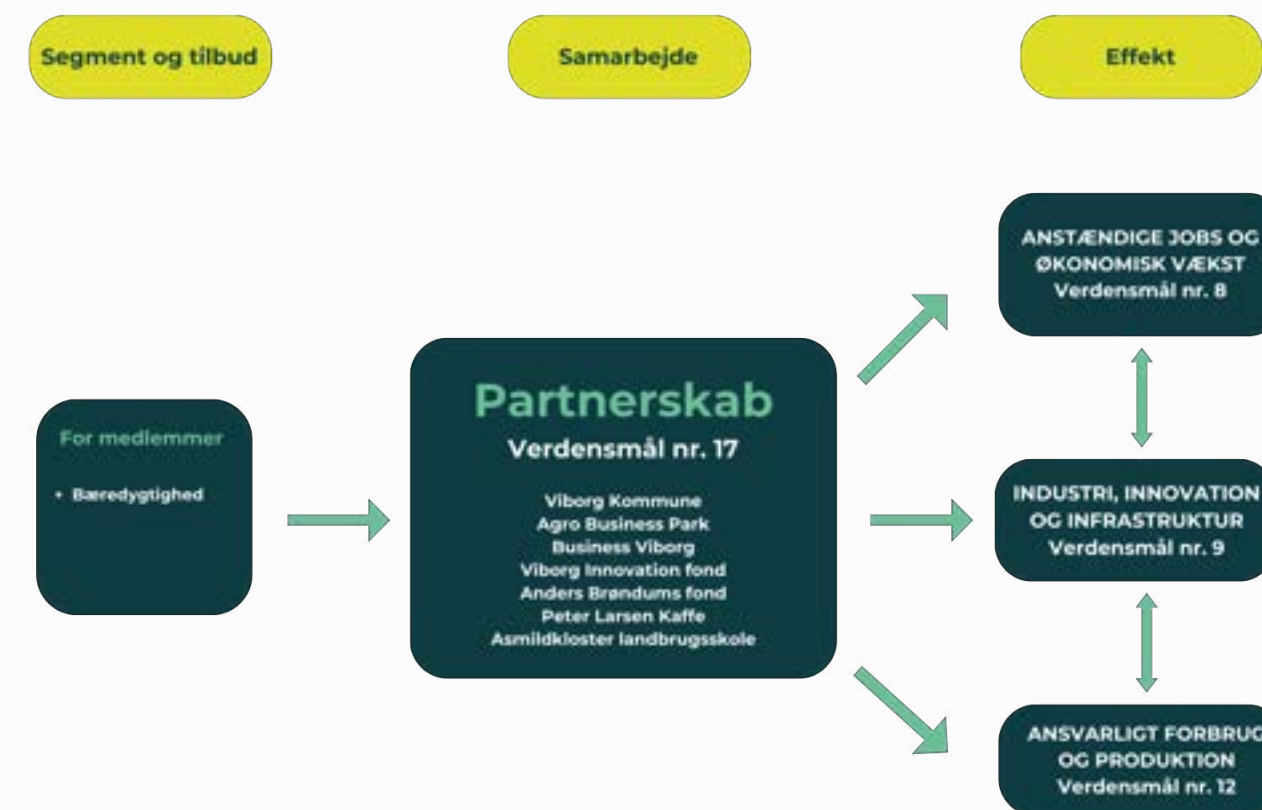 Segment og tilbud
Samarbejde
Effekt
For medlemmer
• Bæredygtighed
Partnerskab
Verdensmål nr. 17
Viborg Kommune
Agro Business Park
Business Viborg
Viborg Innovation fond
Anders Brøndums fond
Peter Larsen Kaffe
Asmildkloster landbrugsskole
ANSTÆNDIGE JOBS OG
ØKONOMISK VÆKST
Verdensmål nr. 8
INDUSTRI, INNOVATION
OG INFRASTRUKTUR
Verdensmål nr. 9
ANSVARLIGT FORBRUG
OG PRODUKTION
Verdensmål nr. 12